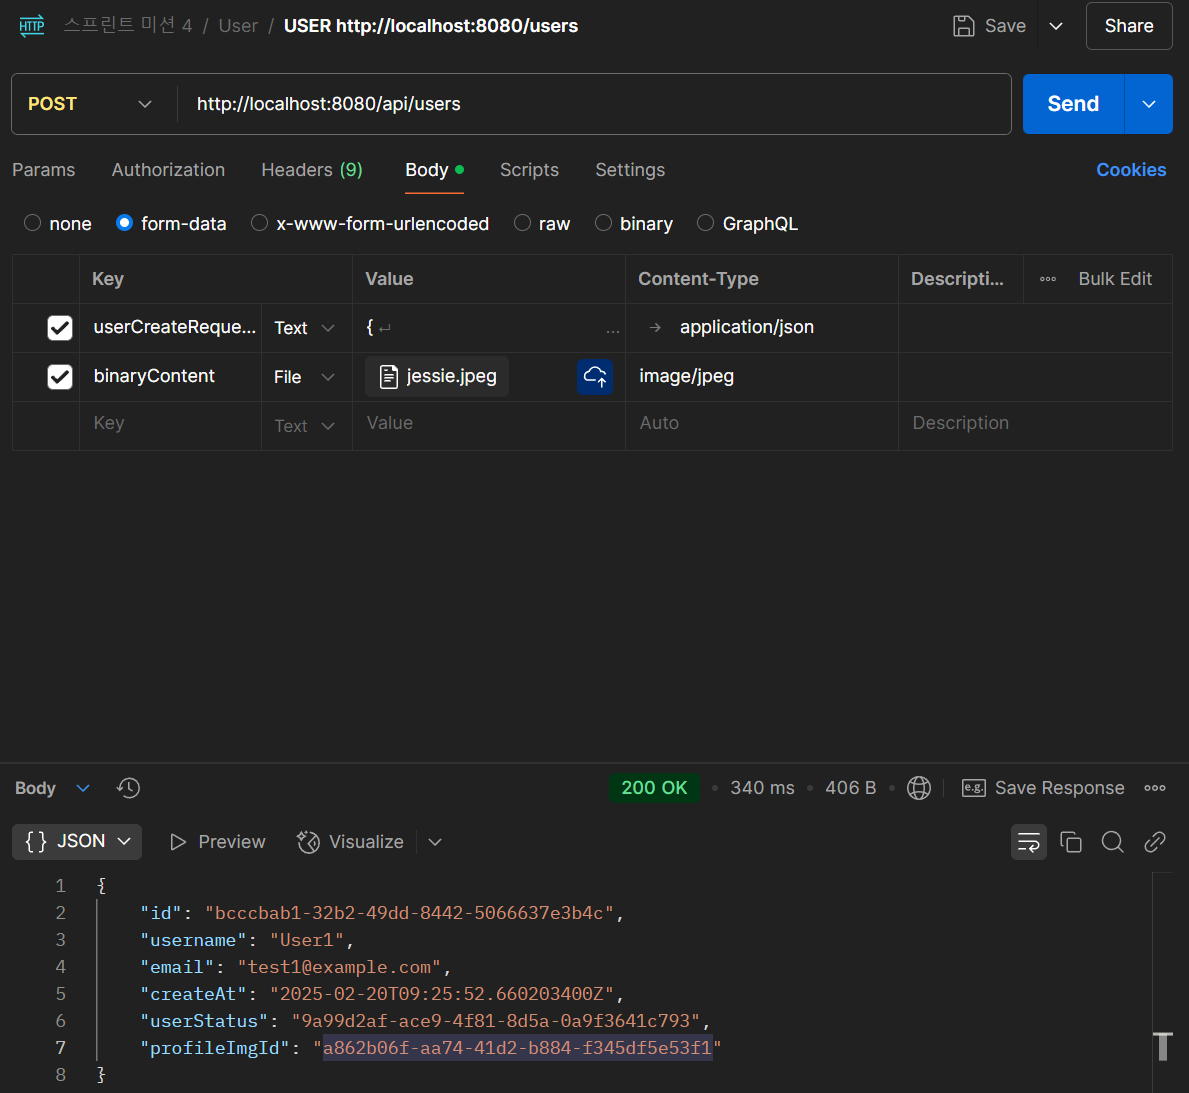 HTTP 스프린트 미션 4 / User / USER http://localhost:8080/users Save Share
POST http://localhost:8080/api/users Send
Params Authorization Headers (9) Body Scripts Settings Cookies
none form-data x-www-form-urlencoded raw binary GraphQL
Key Value Content-Type Descripti... Bulk Edit
userCreateReque... Text { ↵ ... → application/json
binaryContent File jessie.jpeg image/jpeg
Key Text Value Auto Description
Body 200 OK • 340 ms • 406 B • e.g. Save Response
{} JSON Preview Visualize
1 {
2 "id": "bcccbab1-32b2-49dd-8442-5066637e3b4c",
3 "username": "User1",
4 "email": "test1@example.com",
5 "createAt": "2025-02-20T09:25:52.660203400Z",
6 "userStatus": "9a99d2af-ace9-4f81-8d5a-0a9f3641c793",
7 "profileImgId": "a862b06f-aa74-41d2-b884-f345df5e53f1"
8 }
T